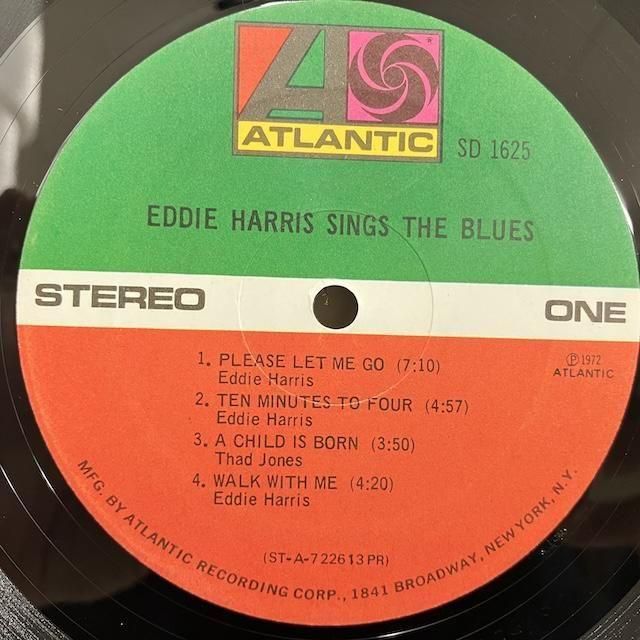 ATLANTIC
SD 1625
EDDIE HARRIS SINGS THE BLUES
STEREO
ONE
1. PLEASE LET ME GO (7:10)
Eddie Harris
2. TEN MINUTES TO FOUR (4:57)
Eddie Harris
3. A CHILD IS BORN (3:50)
Thad Jones
4. WALK WITH ME (4:20)
Eddie Harris
Ⓟ 1972
ATLANTIC
(ST-A-722613 PR)
MFG. BY ATLANTIC RECORDING CORP., 1841 BROADWAY, NEW YORK, N.Y.